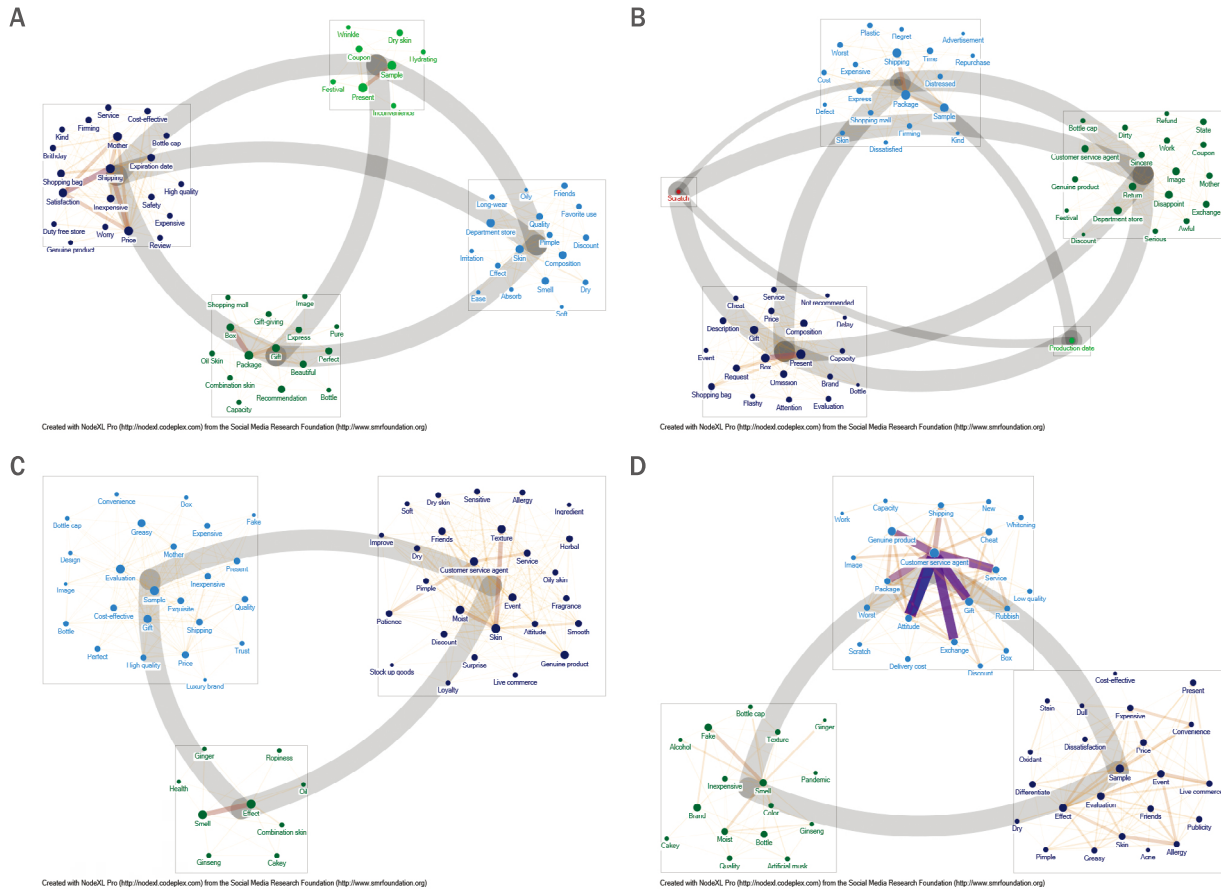 A
Wrinkle
Dry skin
Coupon
Hydrating
Sample
Festival
Present
Inconvenience
Service
Cost-effective
Firming
Kind
Mother
Bottle cap
Birthday
Expiration date
Shipping
Shopping bag
High quality
Satisfaction
Inexpensive
Safety
Duty free store
Worry
Price
Expensive
Review
Genuine product
Oily
Friends
Long-wear
Favorite use
Quality
Department store
Pimple
Discount
Skin
Composition
Irritation
Effect
Smell
Dry
Ease
Absorb
Soft
Shopping mall
Image
Gift-giving
Box
Express
Pure
Gift
Oil Skin
Package
Perfect
Beautiful
Combination skin
Recommendation
Bottle
Capacity
Created with NodeXL Pro (http://nodexl.codeplex.com) from the Social Media Research Foundation (http://www.smrfoundation.org)
B
Plastic
Regret
Advertisement
Worst
Shipping
Time
Repurchase
Cost
Expensive
Distressed
Express
Package
Defect
Shopping mall
Sample
Skin
Firming
Kind
Dissatisfied
Refund
Bottle cap
Dirty
State
Work
Customer service agent
Sincere
Coupon
Image
Genuine product
Return
Mother
Disappoint
Festival
Department store
Exchange
Awful
Discount
Serious
Scratch
Production date
Service
Cheat
Not recommended
Price
Description
Composition
Delay
Gift
Event
Box
Present
Capacity
Request
Omission
Brand
Shopping bag
Bottle
Flashy
Attention
Evaluation
Created with NodeXL Pro (http://nodexl.codeplex.com) from the Social Media Research Foundation (http://www.smrfoundation.org)
C
Convenience
Box
Bottle cap
Greasy
Fake
Expensive
Design
Mother
Evaluation
Present
Image
Inexpensive
Sample
Cost-effective
Exquisite
Quality
Bottle
Gift
Shipping
Perfect
High quality
Price
Trust
Luxury brand
Dry skin
Sensitive
Allergy
Soft
Ingredient
Improve
Friends
Texture
Dry
Service
Herbal
Customer service agent
Pimple
Oily skin
Event
Patience
Moist
Fragrance
Skin
Attitude
Smooth
Discount
Surprise
Genuine product
Stock up goods
Loyalty
Live commerce
Ginger
Ropiness
Health
Oil
Effect
Smell
Combination skin
Ginseng
Cakey
Created with NodeXL Pro (http://nodexl.codeplex.com) from the Social Media Research Foundation (http://www.smrfoundation.org)
D
Capacity
Shipping
New
Work
Whitening
Genuine product
Cheat
Customer service agent
Image
Service
Package
Low quality
Worst
Gift
Rubbish
Attitude
Scratch
Exchange
Box
Delivery cost
Discount
Bottle cap
Fake
Ginger
Alcohol
Texture
Pandemic
Inexpensive
Smell
Brand
Color
Moist
Bottle
Ginseng
Cakey
Quality
Artificial musk
Cost-effective
Present
Stain
Dull
Expensive
Convenience
Dissatisfaction
Price
Oxidant
Sample
Event
Differentiate
Live commerce
Evaluation
Effect
Friends
Publicity
Dry
Skin
Pimple
Greasy
Acne
Allergy
Created with NodeXL Pro (http://nodexl.codeplex.com) from the Social Media Research Foundation (http://www.smrfoundation.org)